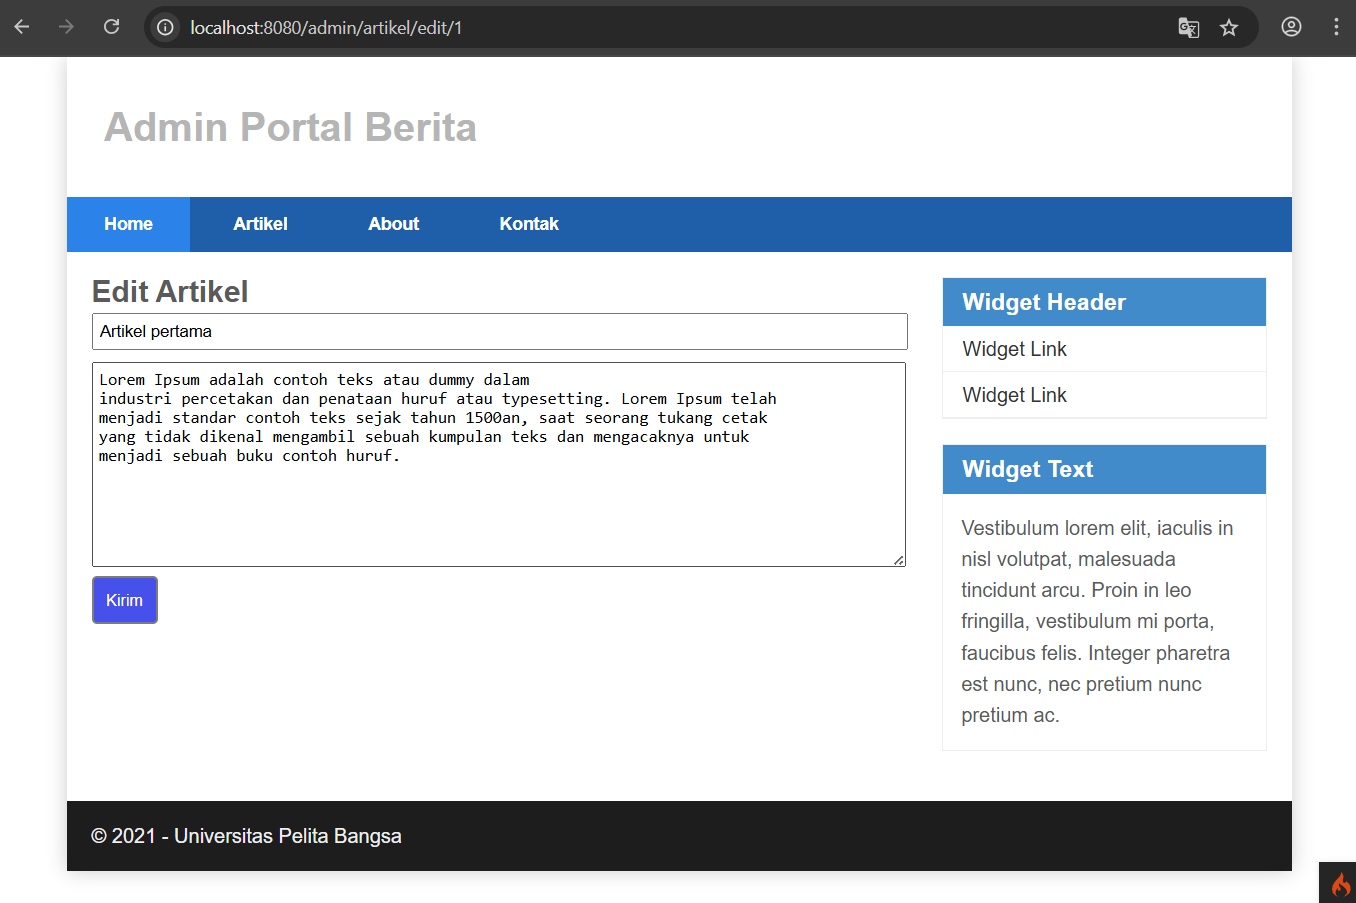 localhost:8080/admin/artikel/edit/1
Admin Portal Berita
Home Artikel About Kontak
Edit Artikel
Artikel pertama
Lorem Ipsum adalah contoh teks atau dummy dalam
industri percetakan dan penataan huruf atau typesetting. Lorem Ipsum telah
menjadi standar contoh teks sejak tahun 1500an, saat seorang tukang cetak
yang tidak dikenal mengambil sebuah kumpulan teks dan mengacaknya untuk
menjadi sebuah buku contoh huruf.
Kirim
Widget Header
Widget Link
Widget Link
Widget Text
Vestibulum lorem elit, iaculis in
nisl volutpat, malesuada
tincidunt arcu. Proin in leo
fringilla, vestibulum mi porta,
faucibus felis. Integer pharetra
est nunc, nec pretium nunc
pretium ac.
© 2021 - Universitas Pelita Bangsa